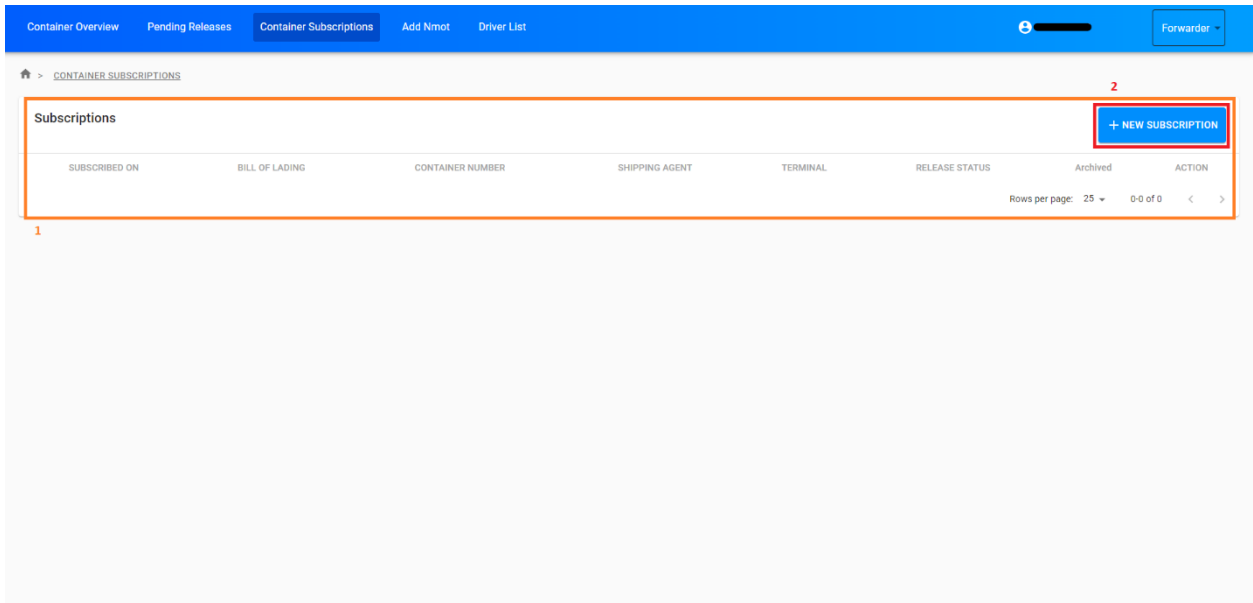 Container Overview Pending Releases Container Subscriptions Add Nmot Driver List Forwarder
> CONTAINER SUBSCRIPTIONS
2
Subscriptions
+ NEW SUBSCRIPTION
SUBSCRIBED ON BILL OF LADING CONTAINER NUMBER SHIPPING AGENT TERMINAL RELEASE STATUS Archived ACTION
Rows per page: 25 0-0 of 0 < >
1